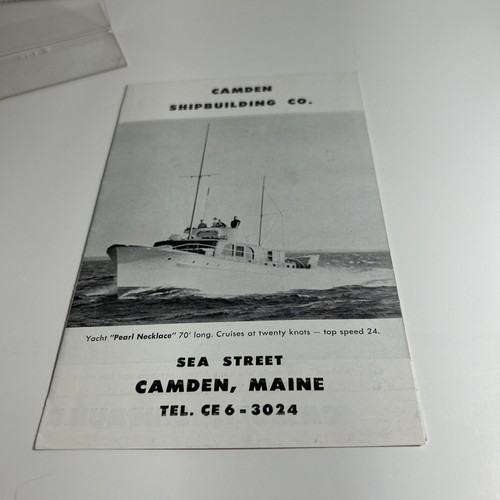 CAMDEN
SHIPBUILDING CO.
Yacht "Pearl Necklace" 70' long. Cruises at twenty knots — top speed 24.
SEA STREET
CAMDEN, MAINE
TEL. CE 6 - 3024